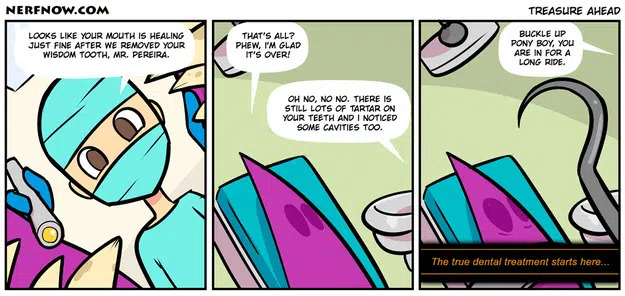 NERFNOW.COM
TREASURE AHEAD
LOOKS LIKE YOUR MOUTH IS HEALING
JUST FINE AFTER WE REMOVED YOUR
WISDOM TOOTH, MR. PEREIRA.
THAT'S ALL?
PHEW, I'M GLAD
IT'S OVER!
OH NO, NO NO. THERE IS
STILL LOTS OF TARTAR ON
YOUR TEETH AND I NOTICED
SOME CAVITIES TOO.
BUCKLE UP
PONY BOY, YOU
ARE IN FOR A
LONG RIDE.
The true dental treatment starts here...